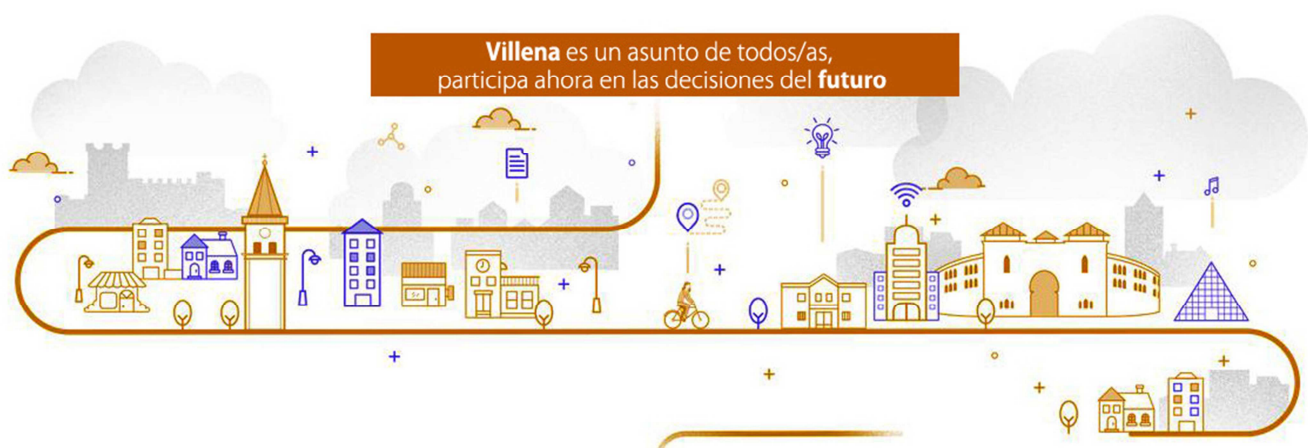 Villena es un asunto de todos/as,
participa ahora en las decisiones del futuro